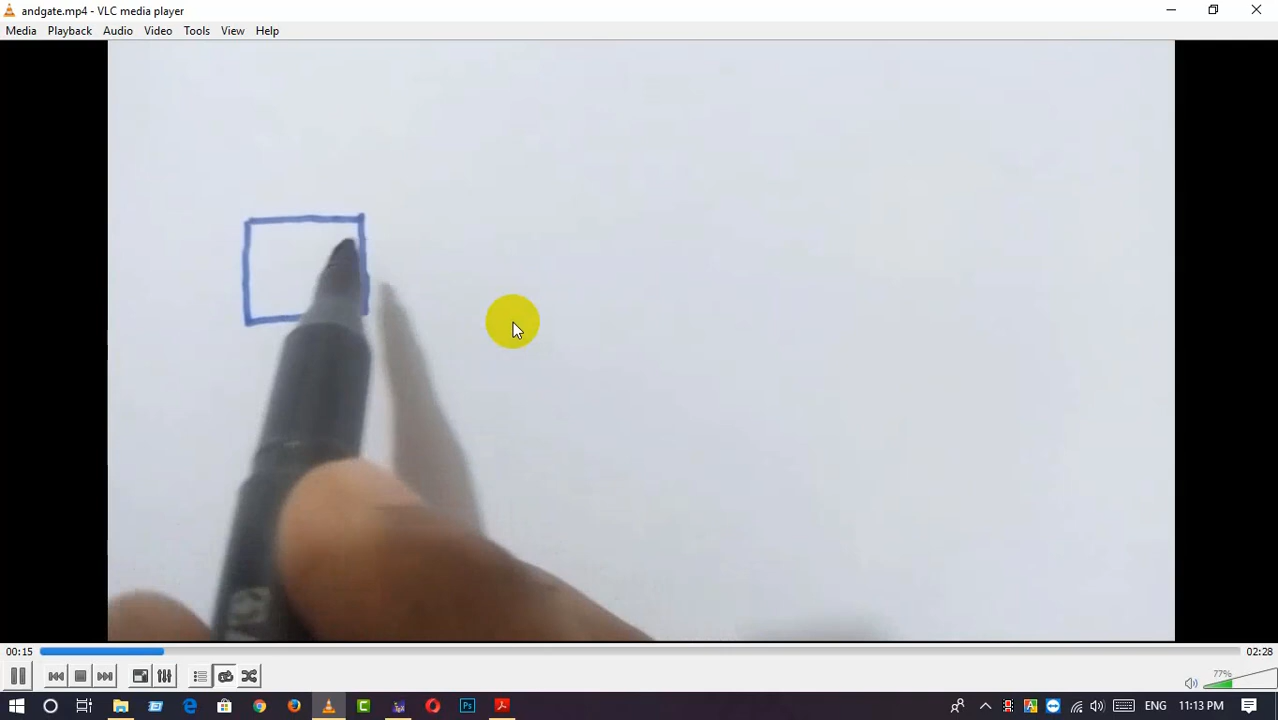 andgate.mp4 - VLC media player
Media Playback Audio Video Tools View Help
00:15 02:28
77%
Ps
ENG 11:13 PM